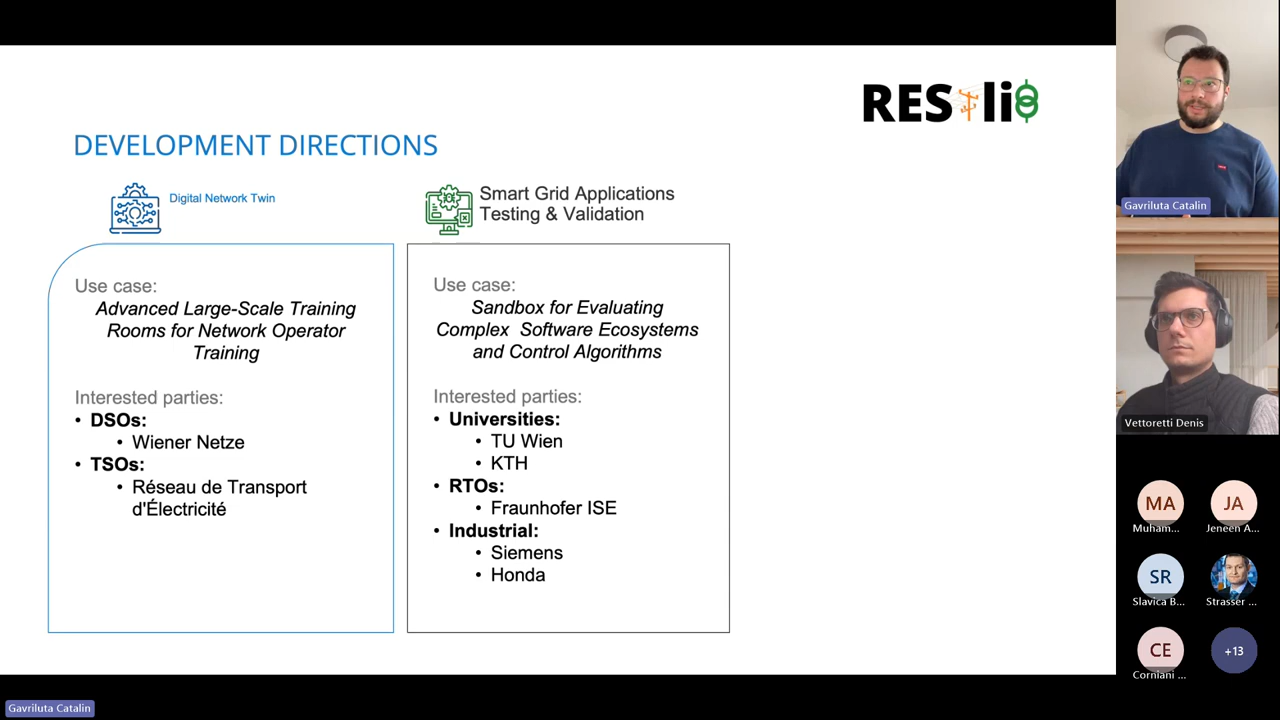 RESili8
DEVELOPMENT DIRECTIONS
Digital Network Twin
Smart Grid Applications
Testing & Validation
Use case:
Advanced Large-Scale Training
Rooms for Network Operator
Training
Interested parties:
• DSOs:
• Wiener Netze
• TSOs:
• Réseau de Transport
d'Électricité
Use case:
Sandbox for Evaluating
Complex Software Ecosystems
and Control Algorithms
Interested parties:
• Universities:
• TU Wien
• KTH
• RTOs:
• Fraunhofer ISE
• Industrial:
• Siemens
• Honda
Gavriluta Catalin
Vettoretti Denis
MA
Muham...
JA
Jeneen A...
SR
Slavica B...
Strasser ...
CE
Corniani ...
+13
Gavriluta Catalin